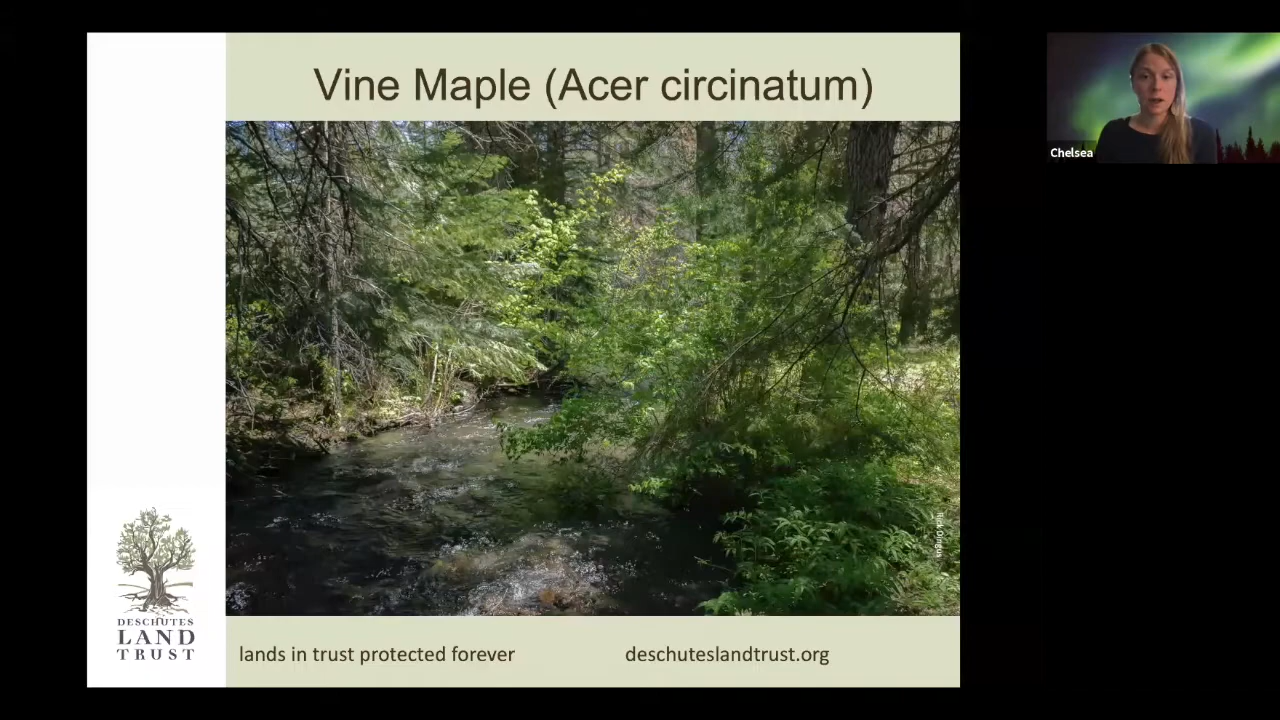 Vine Maple (Acer circinatum)
Chelsea
DESCHUTES
LAND
TRUST
lands in trust protected forever
deschuteslandtrust.org